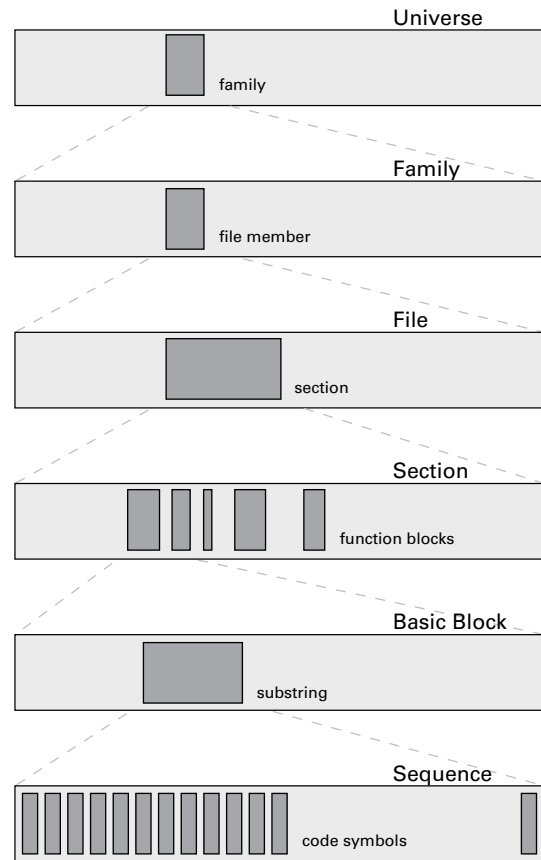 Universe
family
Family
file member
File
section
Section
function blocks
Basic Block
substring
Sequence
code symbols